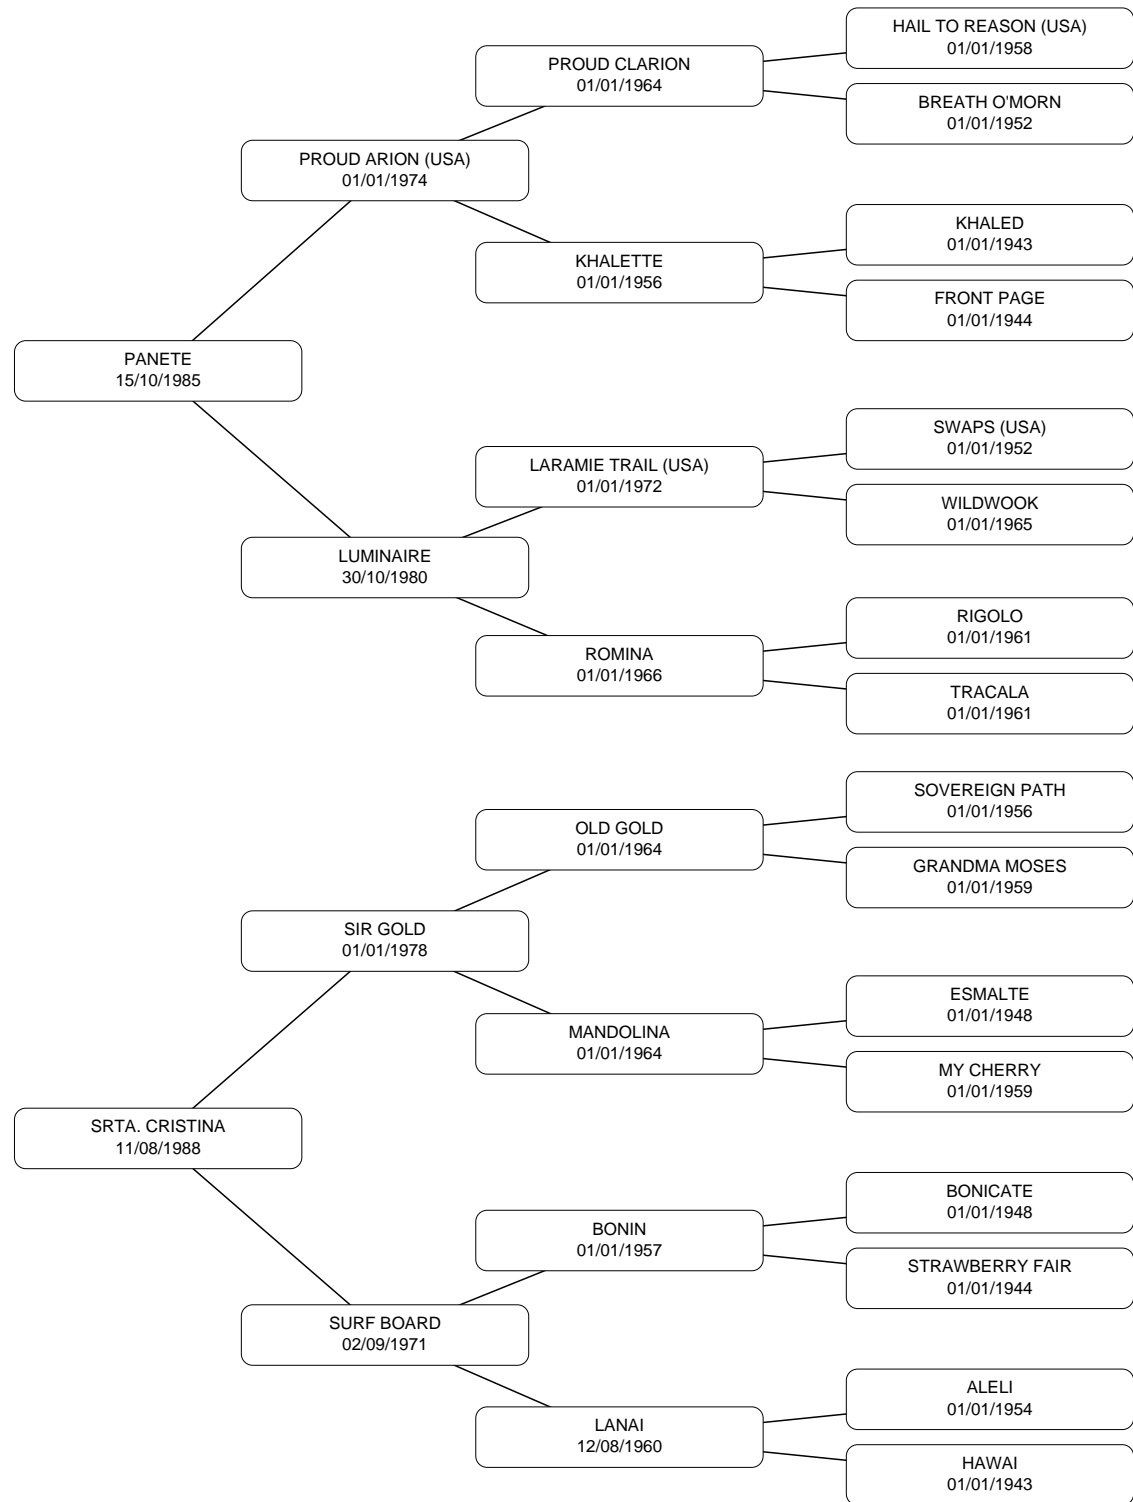 HAIL TO REASON (USA)
01/01/1958
PROUD CLARION
01/01/1964
BREATH O'MORN
01/01/1952
PROUD ARION (USA)
01/01/1974
KHALED
01/01/1943
KHALETTE
01/01/1956
FRONT PAGE
01/01/1944
PANETE
15/10/1985
SWAPS (USA)
01/01/1952
LARAMIE TRAIL (USA)
01/01/1972
WILDWOOK
01/01/1965
LUMINAIRE
30/10/1980
RIGOLO
01/01/1961
ROMINA
01/01/1966
TRACALA
01/01/1961
SOVEREIGN PATH
01/01/1956
OLD GOLD
01/01/1964
GRANDMA MOSES
01/01/1959
SIR GOLD
01/01/1978
ESMALTE
01/01/1948
MANDOLINA
01/01/1964
MY CHERRY
01/01/1959
SRTA. CRISTINA
11/08/1988
BONICATE
01/01/1948
BONIN
01/01/1957
STRAWBERRY FAIR
01/01/1944
SURF BOARD
02/09/1971
ALELI
01/01/1954
LANAI
12/08/1960
HAWAI
01/01/1943